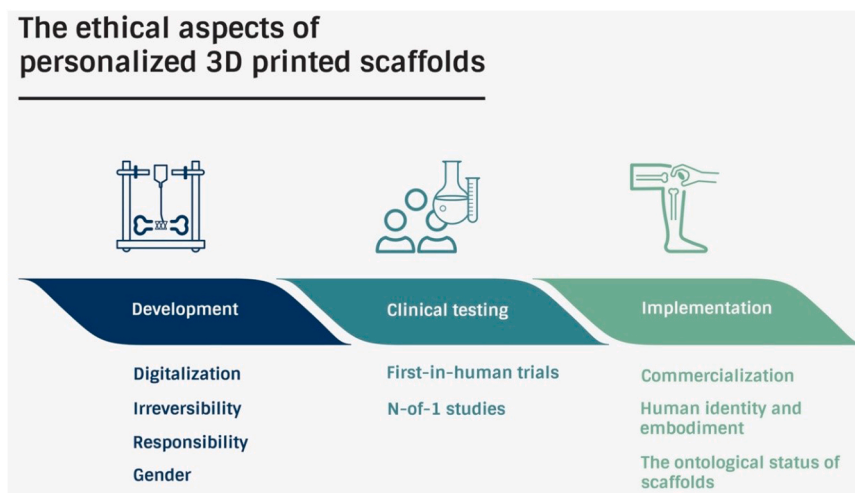 The ethical aspects of
personalized 3D printed scaffolds
Development
Digitalization
Irreversibility
Responsibility
Gender
Clinical testing
First-in-human trials
N-of-1 studies
Implementation
Commercialization
Human identity and
embodiment
The ontological status of
scaffolds